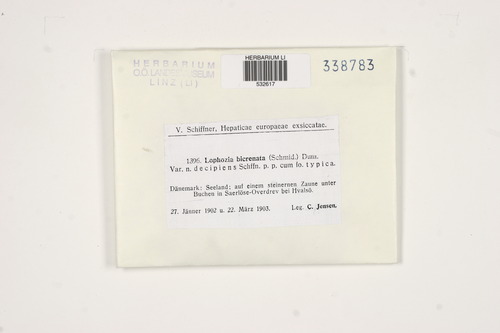 HERBARIUM
O.Ö. LANDESMUSEUM
LINZ (LI)
HERBARIUM LI
532617
338783
V. Schiffner, Hepaticae europaeae exsiccatae.
1396. Lophozia bicrenata (Schmid.) Dum.
Var. n. decipiens Schiffn. p. p. cum fo. typica.
Dänemark: Seeland; auf einem steinernen Zaune unter
Buchen in Saerlöse-Overdrev bei Hvalsö.
27. Jänner 1902 u. 22. März 1903.
Leg. C. Jensen.